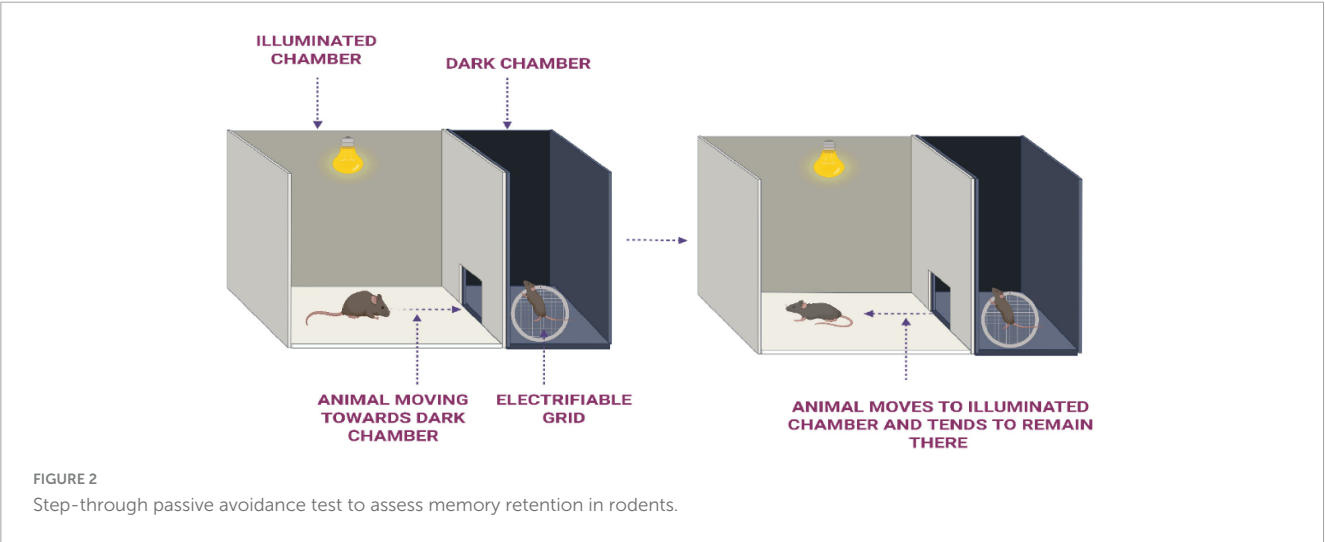 ILLUMINATED
CHAMBER
DARK CHAMBER
ANIMAL MOVING
TOWARDS DARK
CHAMBER
ELECTRIFIABLE
GRID
ANIMAL MOVES TO ILLUMINATED
CHAMBER AND TENDS TO REMAIN
THERE
FIGURE 2
Step-through passive avoidance test to assess memory retention in rodents.